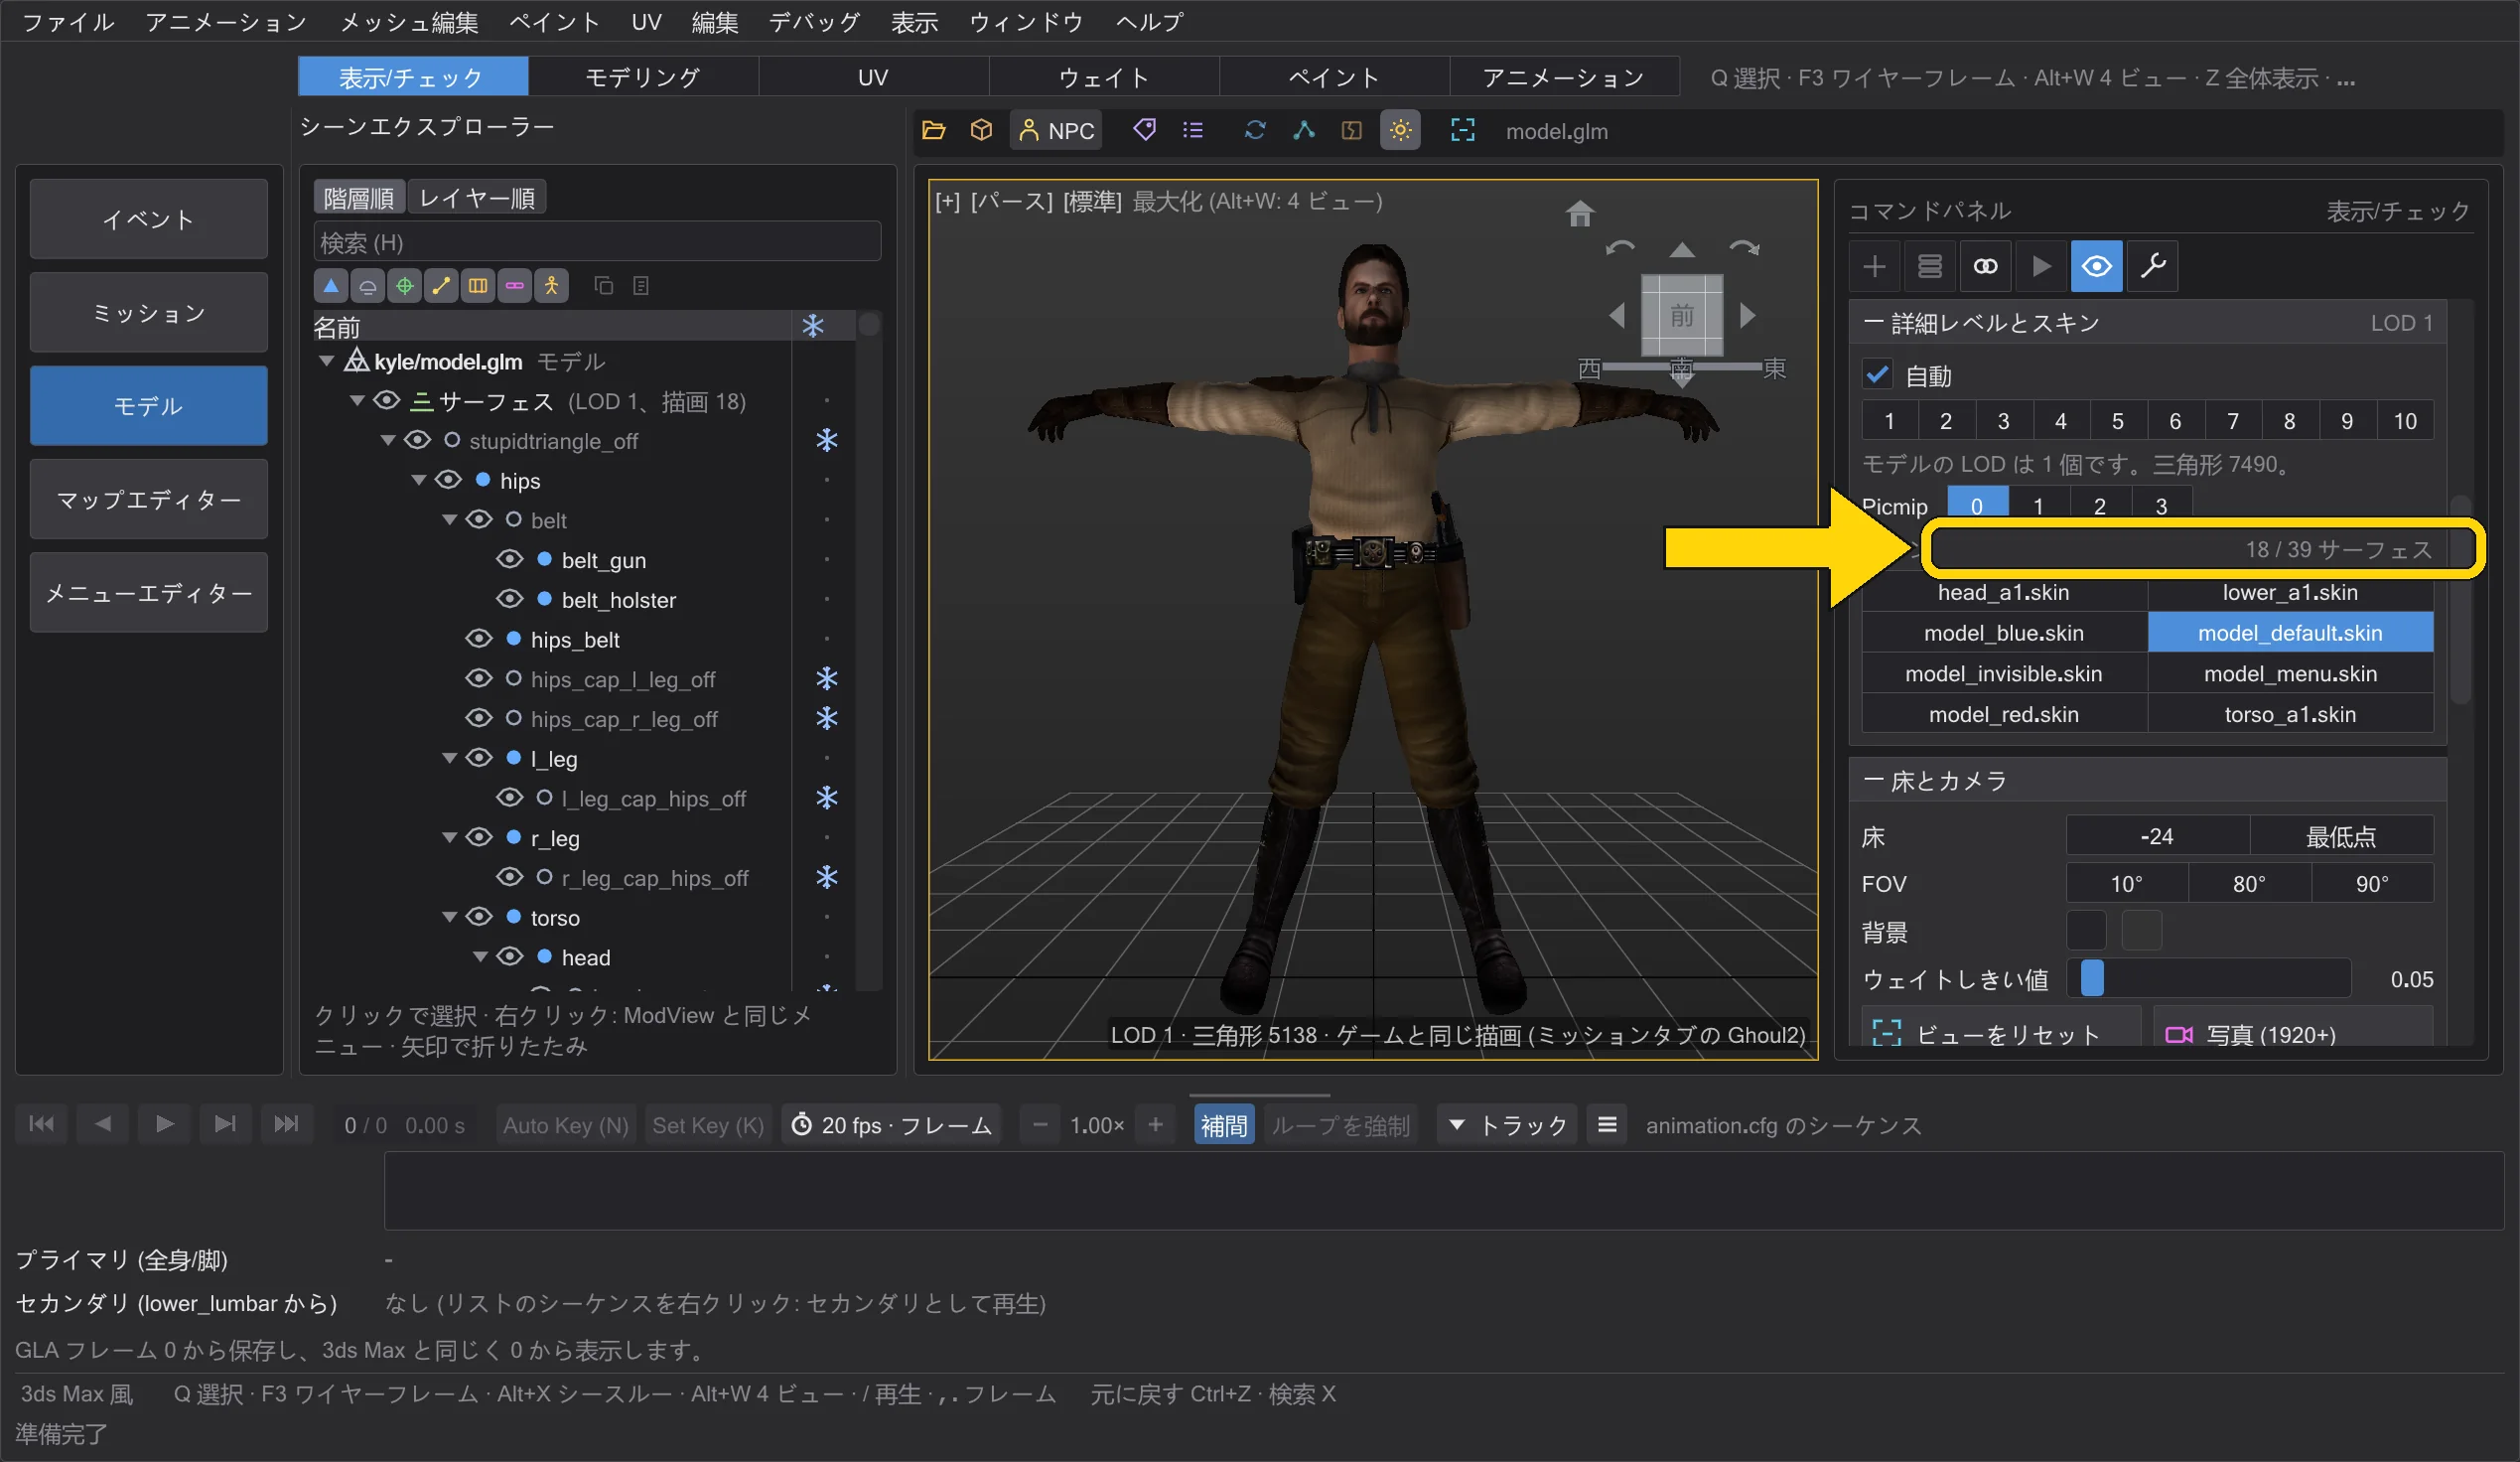 ファイル アニメーション メッシュ編集 ペイント UV 編集 デバッグ 表示 ウィンドウ ヘルプ
表示/チェック モデリング UV ウェイト ペイント アニメーション Q 選択 · F3 ワイヤーフレーム · Alt+W 4 ビュー · Z 全体表示 · ...
シーンエクスプローラー
NPC model.glm
イベント
ミッション
モデル
マップエディター
メニューエディター
階層順 レイヤー順
検索 (H)
名前
kyle/model.glm モデル
サーフェス (LOD 1、描画 18)
stupidtriangle_off
hips
belt
belt_gun
belt_holster
hips_belt
hips_cap_l_leg_off
hips_cap_r_leg_off
l_leg
l_leg_cap_hips_off
r_leg
r_leg_cap_hips_off
torso
head
クリックで選択 · 右クリック: ModView と同じメ
ニュー · 矢印で折りたたみ
[+] [パース] [標準] 最大化 (Alt+W: 4 ビュー)
前
西 南 東
LOD 1 · 三角形 5138 · ゲームと同じ描画 (ミッションタブの Ghoul2)
コマンドパネル 表示/チェック
一 詳細レベルとスキン LOD 1
自動
1 2 3 4 5 6 7 8 9 10
モデルの LOD は 1 個です。三角形 7490。
Picmip 0 1 2 3
18 / 39 サーフェス
head_a1.skin lower_a1.skin
model_blue.skin model_default.skin
model_invisible.skin model_menu.skin
model_red.skin torso_a1.skin
一 床とカメラ
床 -24 最低点
FOV 10° 80° 90°
背景
ウェイトしきい値 0.05
ビューをリセット 写真 (1920+)
0 / 0 0.00 s Auto Key (N) Set Key (K) 20 fps · フレーム − 1.00× + 補間 ループを強制 トラック animation.cfg のシーケンス
プライマリ (全身/脚) -
セカンダリ (lower_lumbar から) なし (リストのシーケンスを右クリック: セカンダリとして再生)
GLA フレーム 0 から保存し、3ds Max と同じく 0 から表示します。
3ds Max 風 Q 選択 · F3 ワイヤーフレーム · Alt+X シースルー · Alt+W 4 ビュー · / 再生 · , . フレーム 元に戻す Ctrl+Z · 検索 X
準備完了